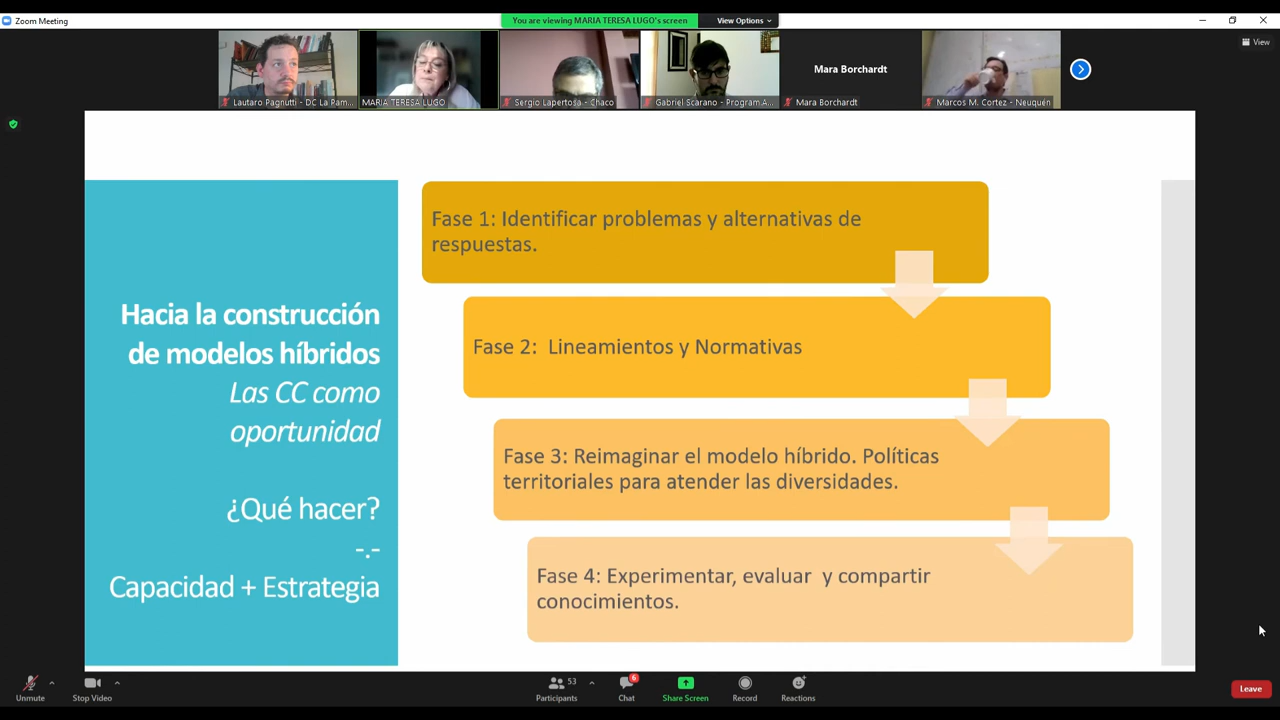 Zoom Meeting
You are viewing MARIA TERESA LUGO's screen
View Options
View
Lautaro Pagnutti - DC La Pam...
MARIA TERESA LUGO
Sergio Lapertosa - Chaco
Gabriel Scarano - Program.A...
Mara Borchardt
Mara Borchardt
Marcos M. Cortez - Neuquén
Hacia la construcción
de modelos híbridos
Las CC como
oportunidad
¿Qué hacer?
-.-
Capacidad + Estrategia
Fase 1: Identificar problemas y alternativas de
respuestas.
Fase 2: Lineamientos y Normativas
Fase 3: Reimaginar el modelo híbrido. Políticas
territoriales para atender las diversidades.
Fase 4: Experimentar, evaluar y compartir
conocimientos.
Unmute
Stop Video
Participants
53
Chat
6
Share Screen
Record
Reactions
Leave